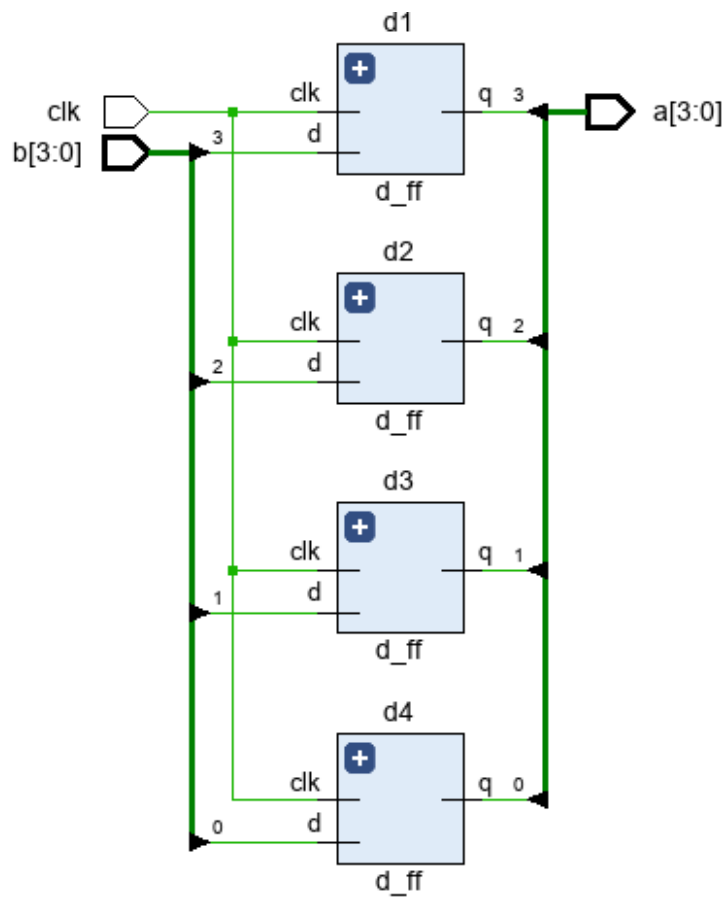 d1
clk
clk
q 3
a[3:0]
b[3:0]
3
d
d_ff
d2
clk
q 2
2
d
d_ff
d3
clk
q 1
1
d
d_ff
d4
clk
q 0
0
d
d_ff